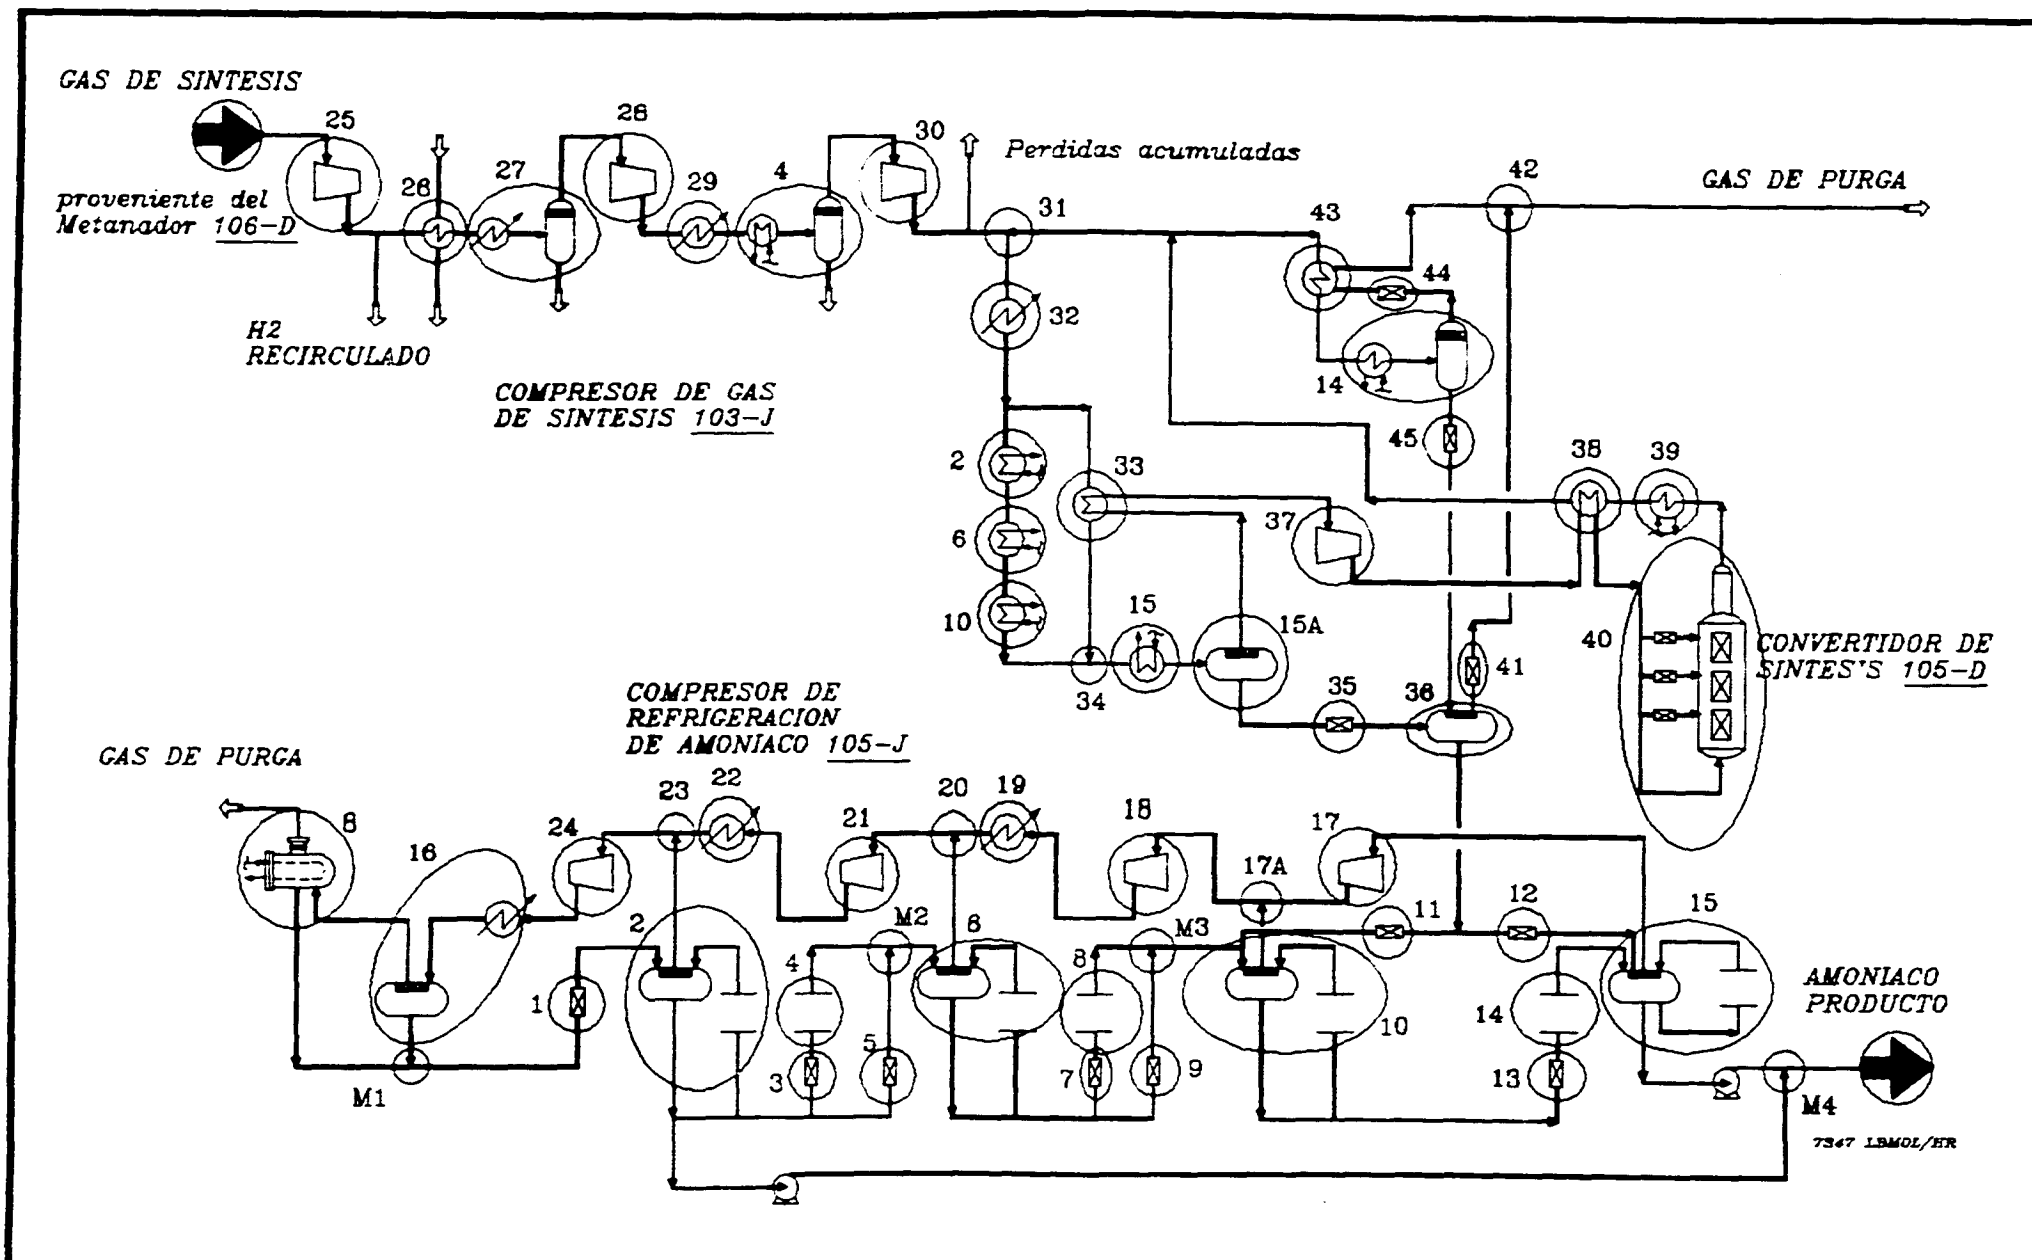 GAS DE SINTESIS
proveniente del
Metanador 106-D
25
26
27
28
29
4
30
Perdidas acumuladas
31
42
GAS DE PURGA
43
44
H2
RECIRCULADO
COMPRESOR DE GAS
DE SINTESIS 103-J
32
14
45
2
33
6
37
38
39
10
15
15A
34
35
36
41
40
CONVERTIDOR DE
SINTES'S 105-D
COMPRESOR DE
REFRIGERACION
DE AMONIACO 105-J
GAS DE PURGA
8
16
24
23
22
21
20
19
18
17
17A
11
12
15
1
2
4
M2
6
8
M3
10
14
AMONIACO
PRODUCTO
3
5
7
9
13
M1
M4
7347 LBMOL/HR